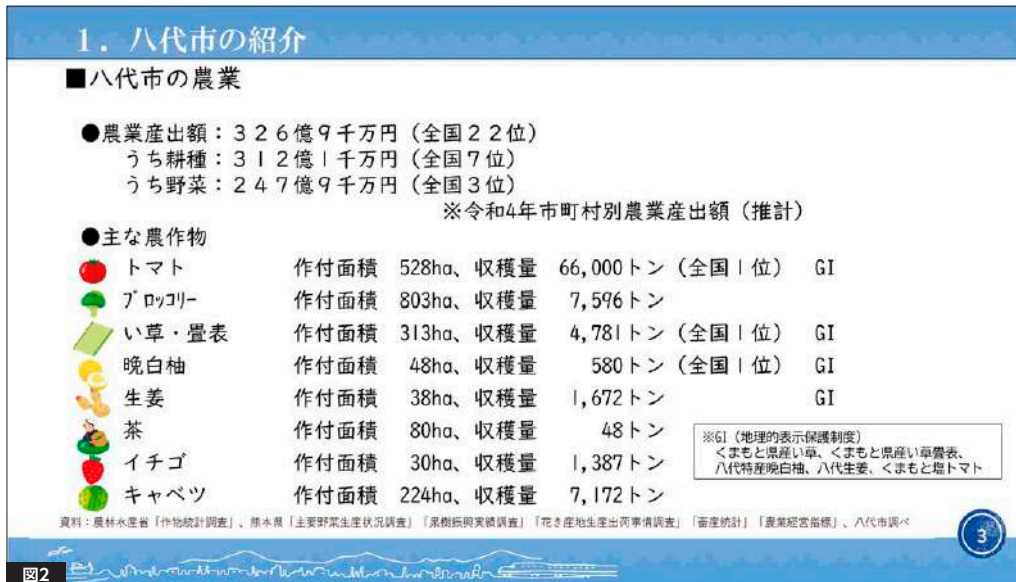 1．八代市の紹介
■八代市の農業
●農業産出額：３２６億９千万円（全国２２位）
うち耕種：３１２億１千万円（全国７位）
うち野菜：２４７億９千万円（全国３位）
※令和4年市町村別農業産出額（推計）
●主な農作物
トマト 作付面積 528ha、収穫量 66,000トン（全国１位） GI
ﾌﾞﾛｯｺﾘｰ 作付面積 803ha、収穫量 7,596トン
い草・畳表 作付面積 313ha、収穫量 4,781トン（全国１位） GI
晩白柚 作付面積 48ha、収穫量 580トン（全国１位） GI
生姜 作付面積 38ha、収穫量 1,672トン GI
茶 作付面積 80ha、収穫量 48トン
イチゴ 作付面積 30ha、収穫量 1,387トン
キャベツ 作付面積 224ha、収穫量 7,172トン
※GI（地理的表示保護制度）
くまもと県産い草、くまもと県産い草畳表、
八代特産晩白柚、八代生姜、くまもと塩トマト
資料：農林水産省「作物統計調査」、熊本県「主要野菜生産状況調査」「果樹振興実績調査」「花き産地生産出荷事情調査」「畜産統計」「農業経営指標」、八代市調べ
3
図2